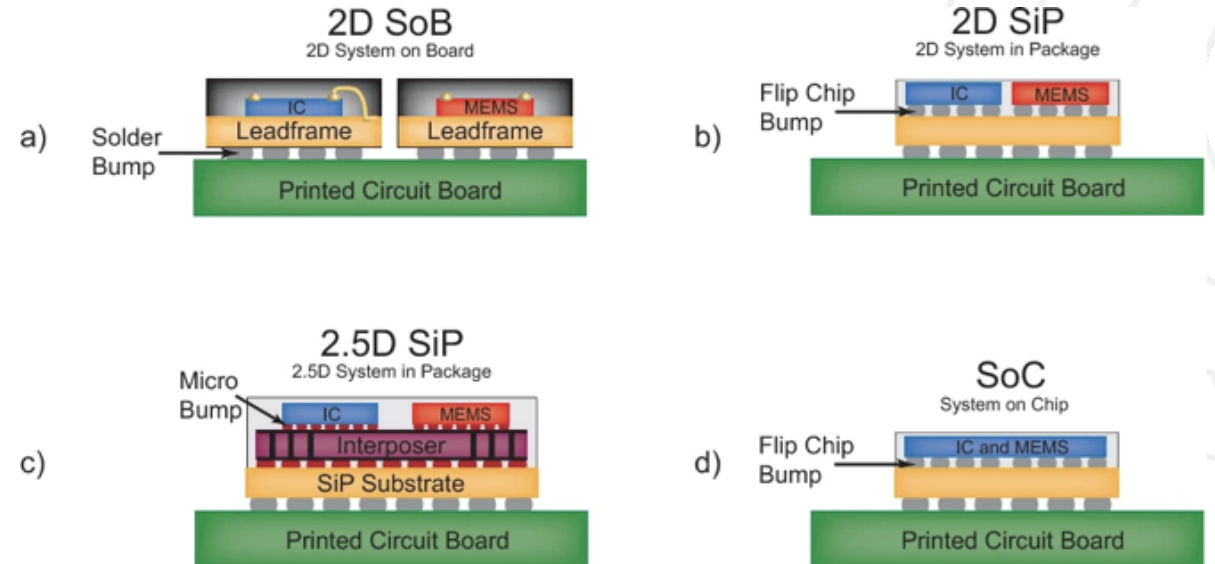 2D SoB
2D System on Board
a)
IC
MEMS
Leadframe
Leadframe
Solder
Bump
Printed Circuit Board
2D SiP
2D System in Package
b)
Flip Chip
Bump
IC
MEMS
Printed Circuit Board
2.5D SiP
2.5D System in Package
c)
Micro
Bump
IC
MEMS
Interposer
SiP Substrate
Printed Circuit Board
SoC
System on Chip
d)
Flip Chip
Bump
IC and MEMS
Printed Circuit Board